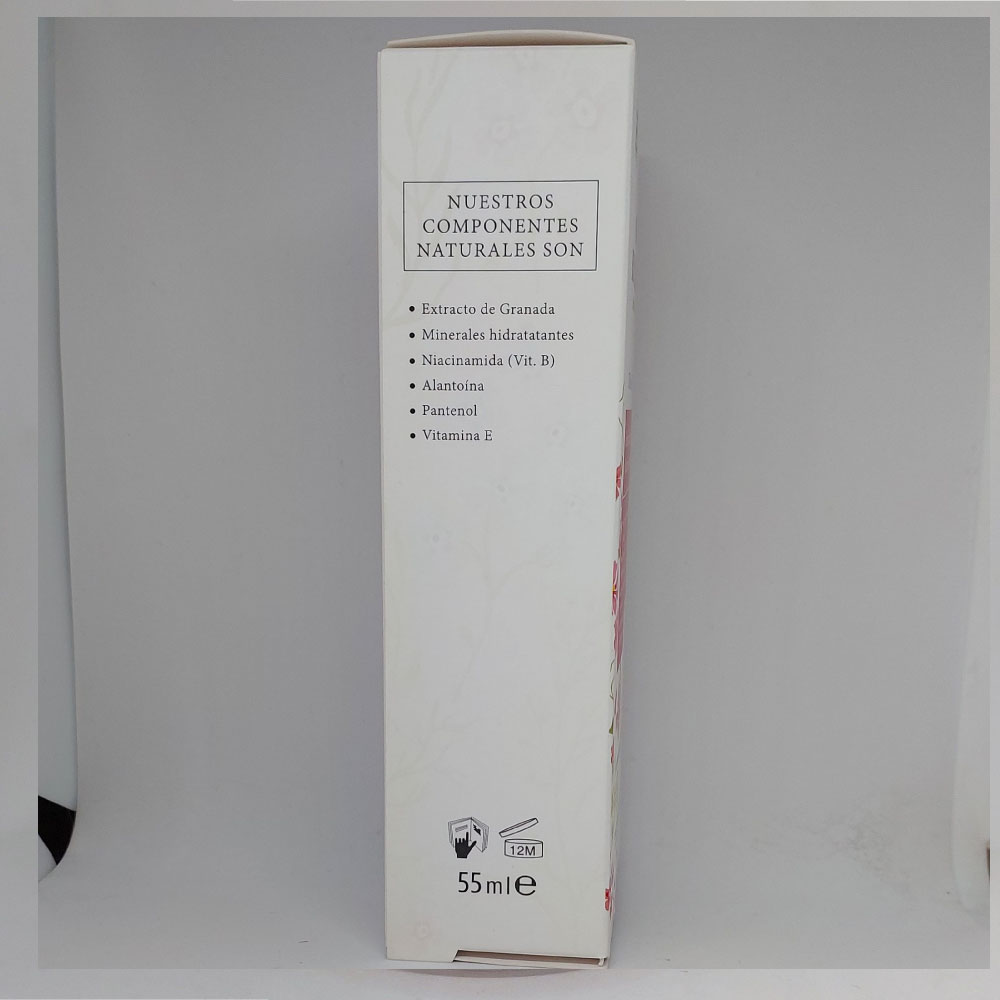 NUESTROS
COMPONENTES
NATURALES SON
• Extracto de Granada
• Minerales hidratatantes
• Niacinamida (Vit. B)
• Alantoína
• Pantenol
• Vitamina E
12M
55ml℮